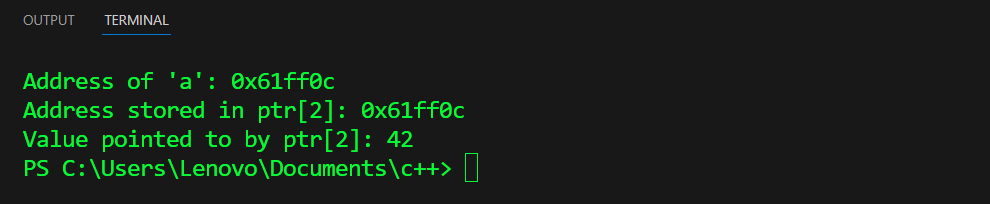 OUTPUT TERMINAL
Address of 'a': 0x61ff0c
Address stored in ptr[2]: 0x61ff0c
Value pointed to by ptr[2]: 42
PS C:\Users\Lenovo\Documents\c++>